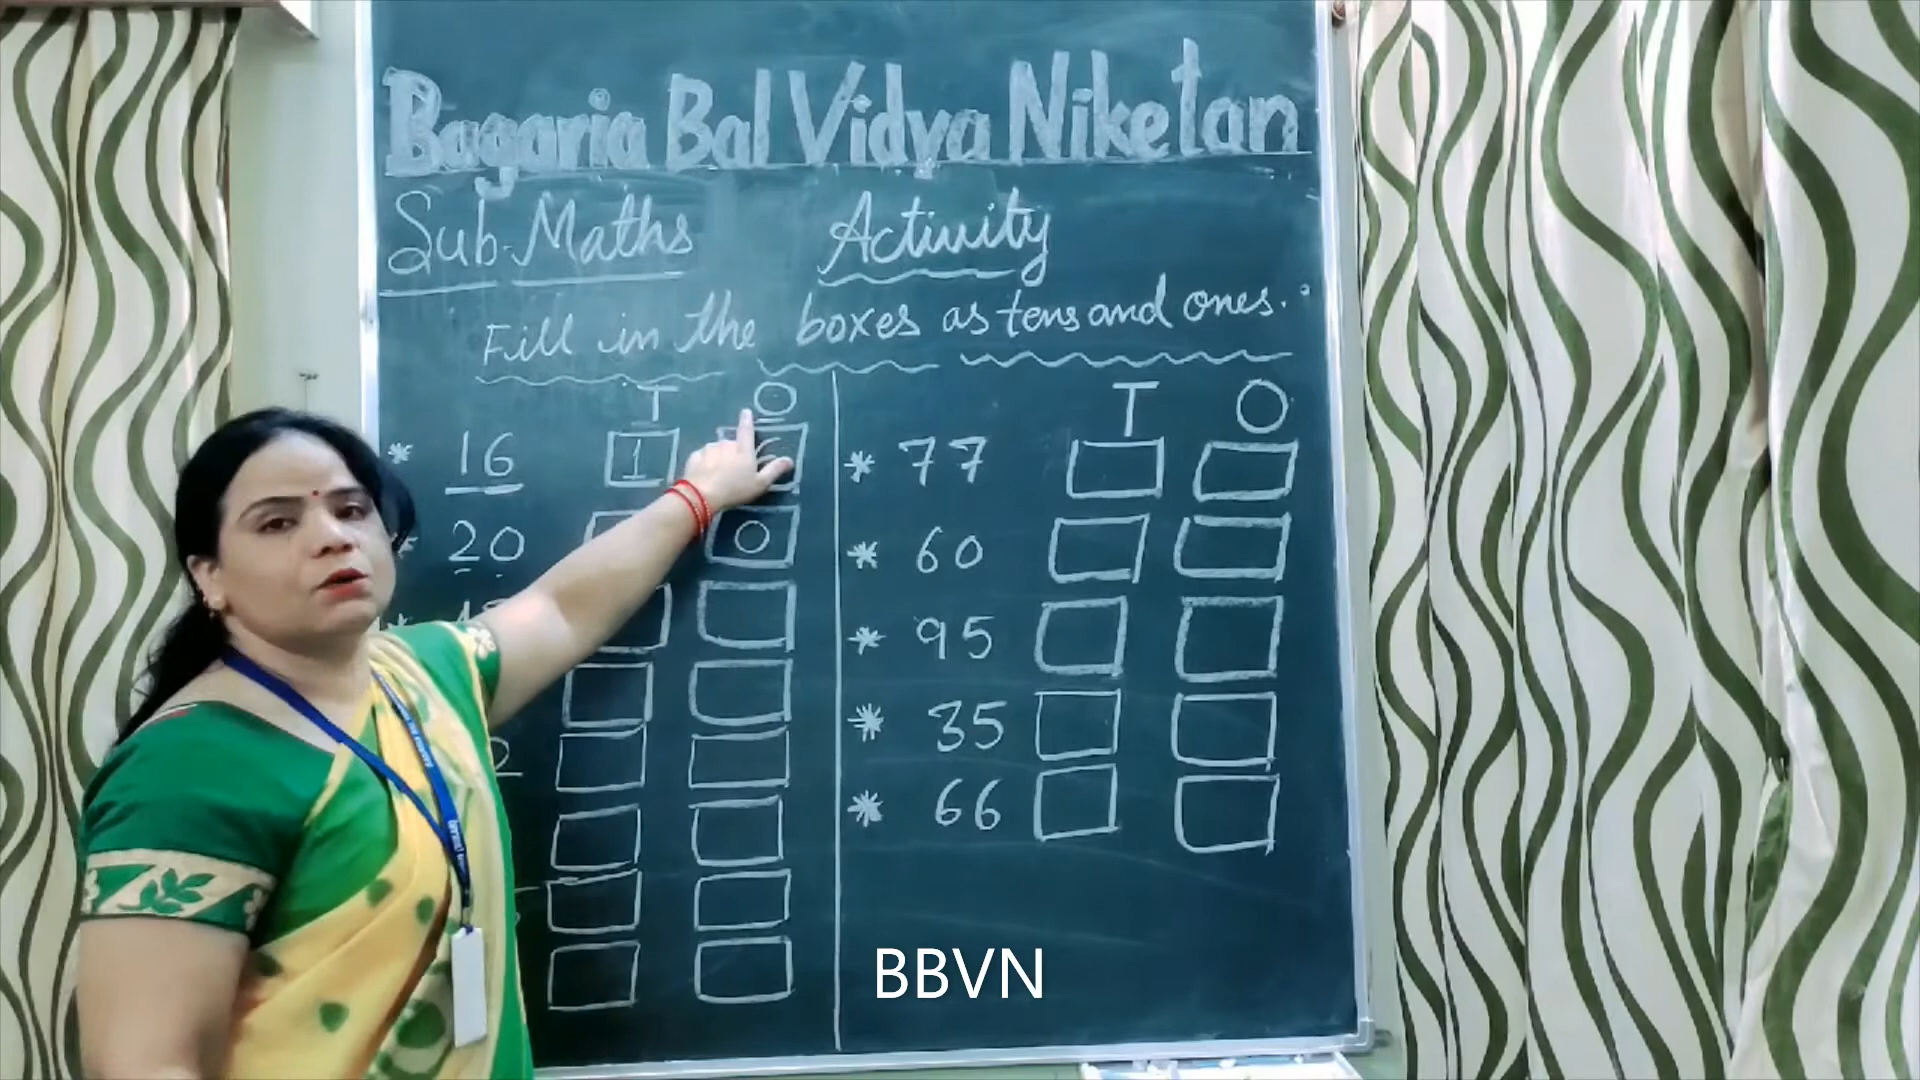 Bagaria Bal Vidya Niketan
Sub-Maths Activity
Fill in the boxes as tens and ones.
T O
* 16 1 6
20 0
T O
* 77
* 60
* 95
* 35
* 66
BBVN